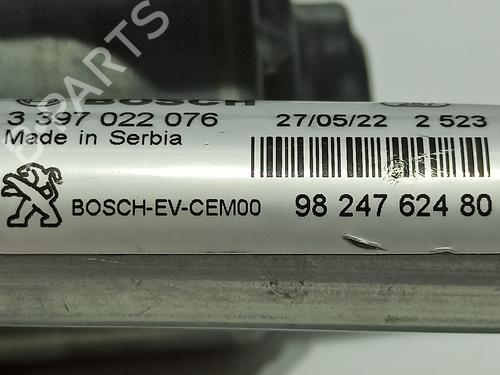 BOSCH
3 397 022 076 27/05/22 2 523
Made in Serbia
BOSCH-EV-CEM00 98 247 624 80